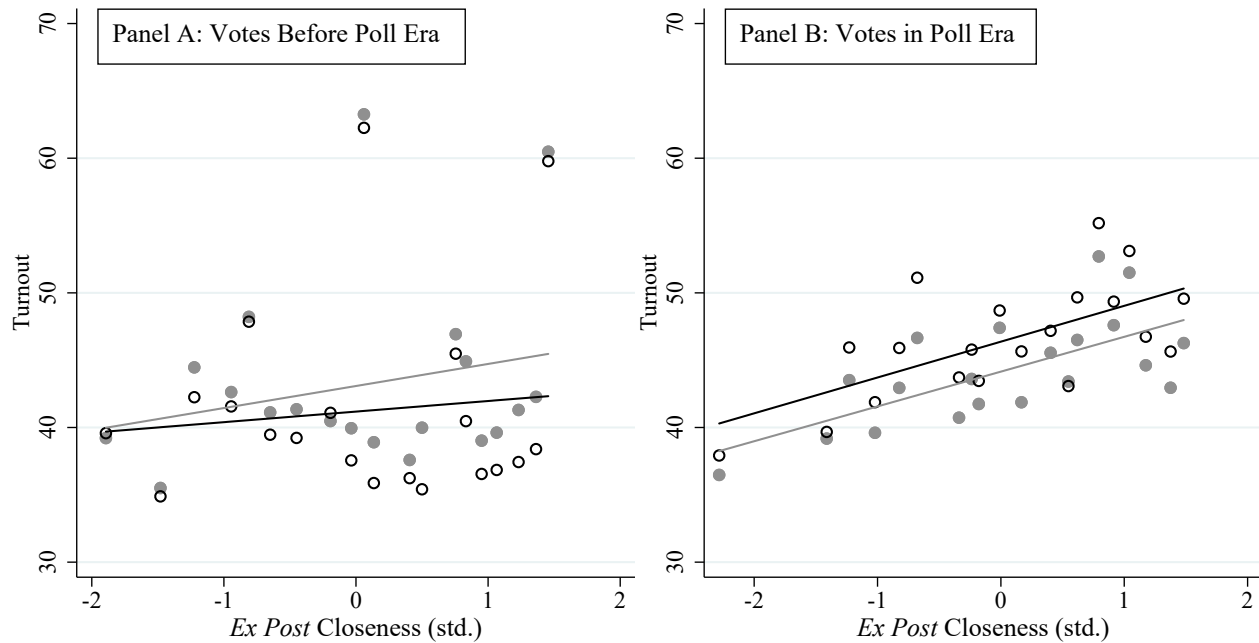 Panel A: Votes Before Poll Era
Turnout
70
60
50
40
30
-2 -1 0 1 2
Ex Post Closeness (std.)
Panel B: Votes in Poll Era
Turnout
70
60
50
40
30
-2 -1 0 1 2
Ex Post Closeness (std.)